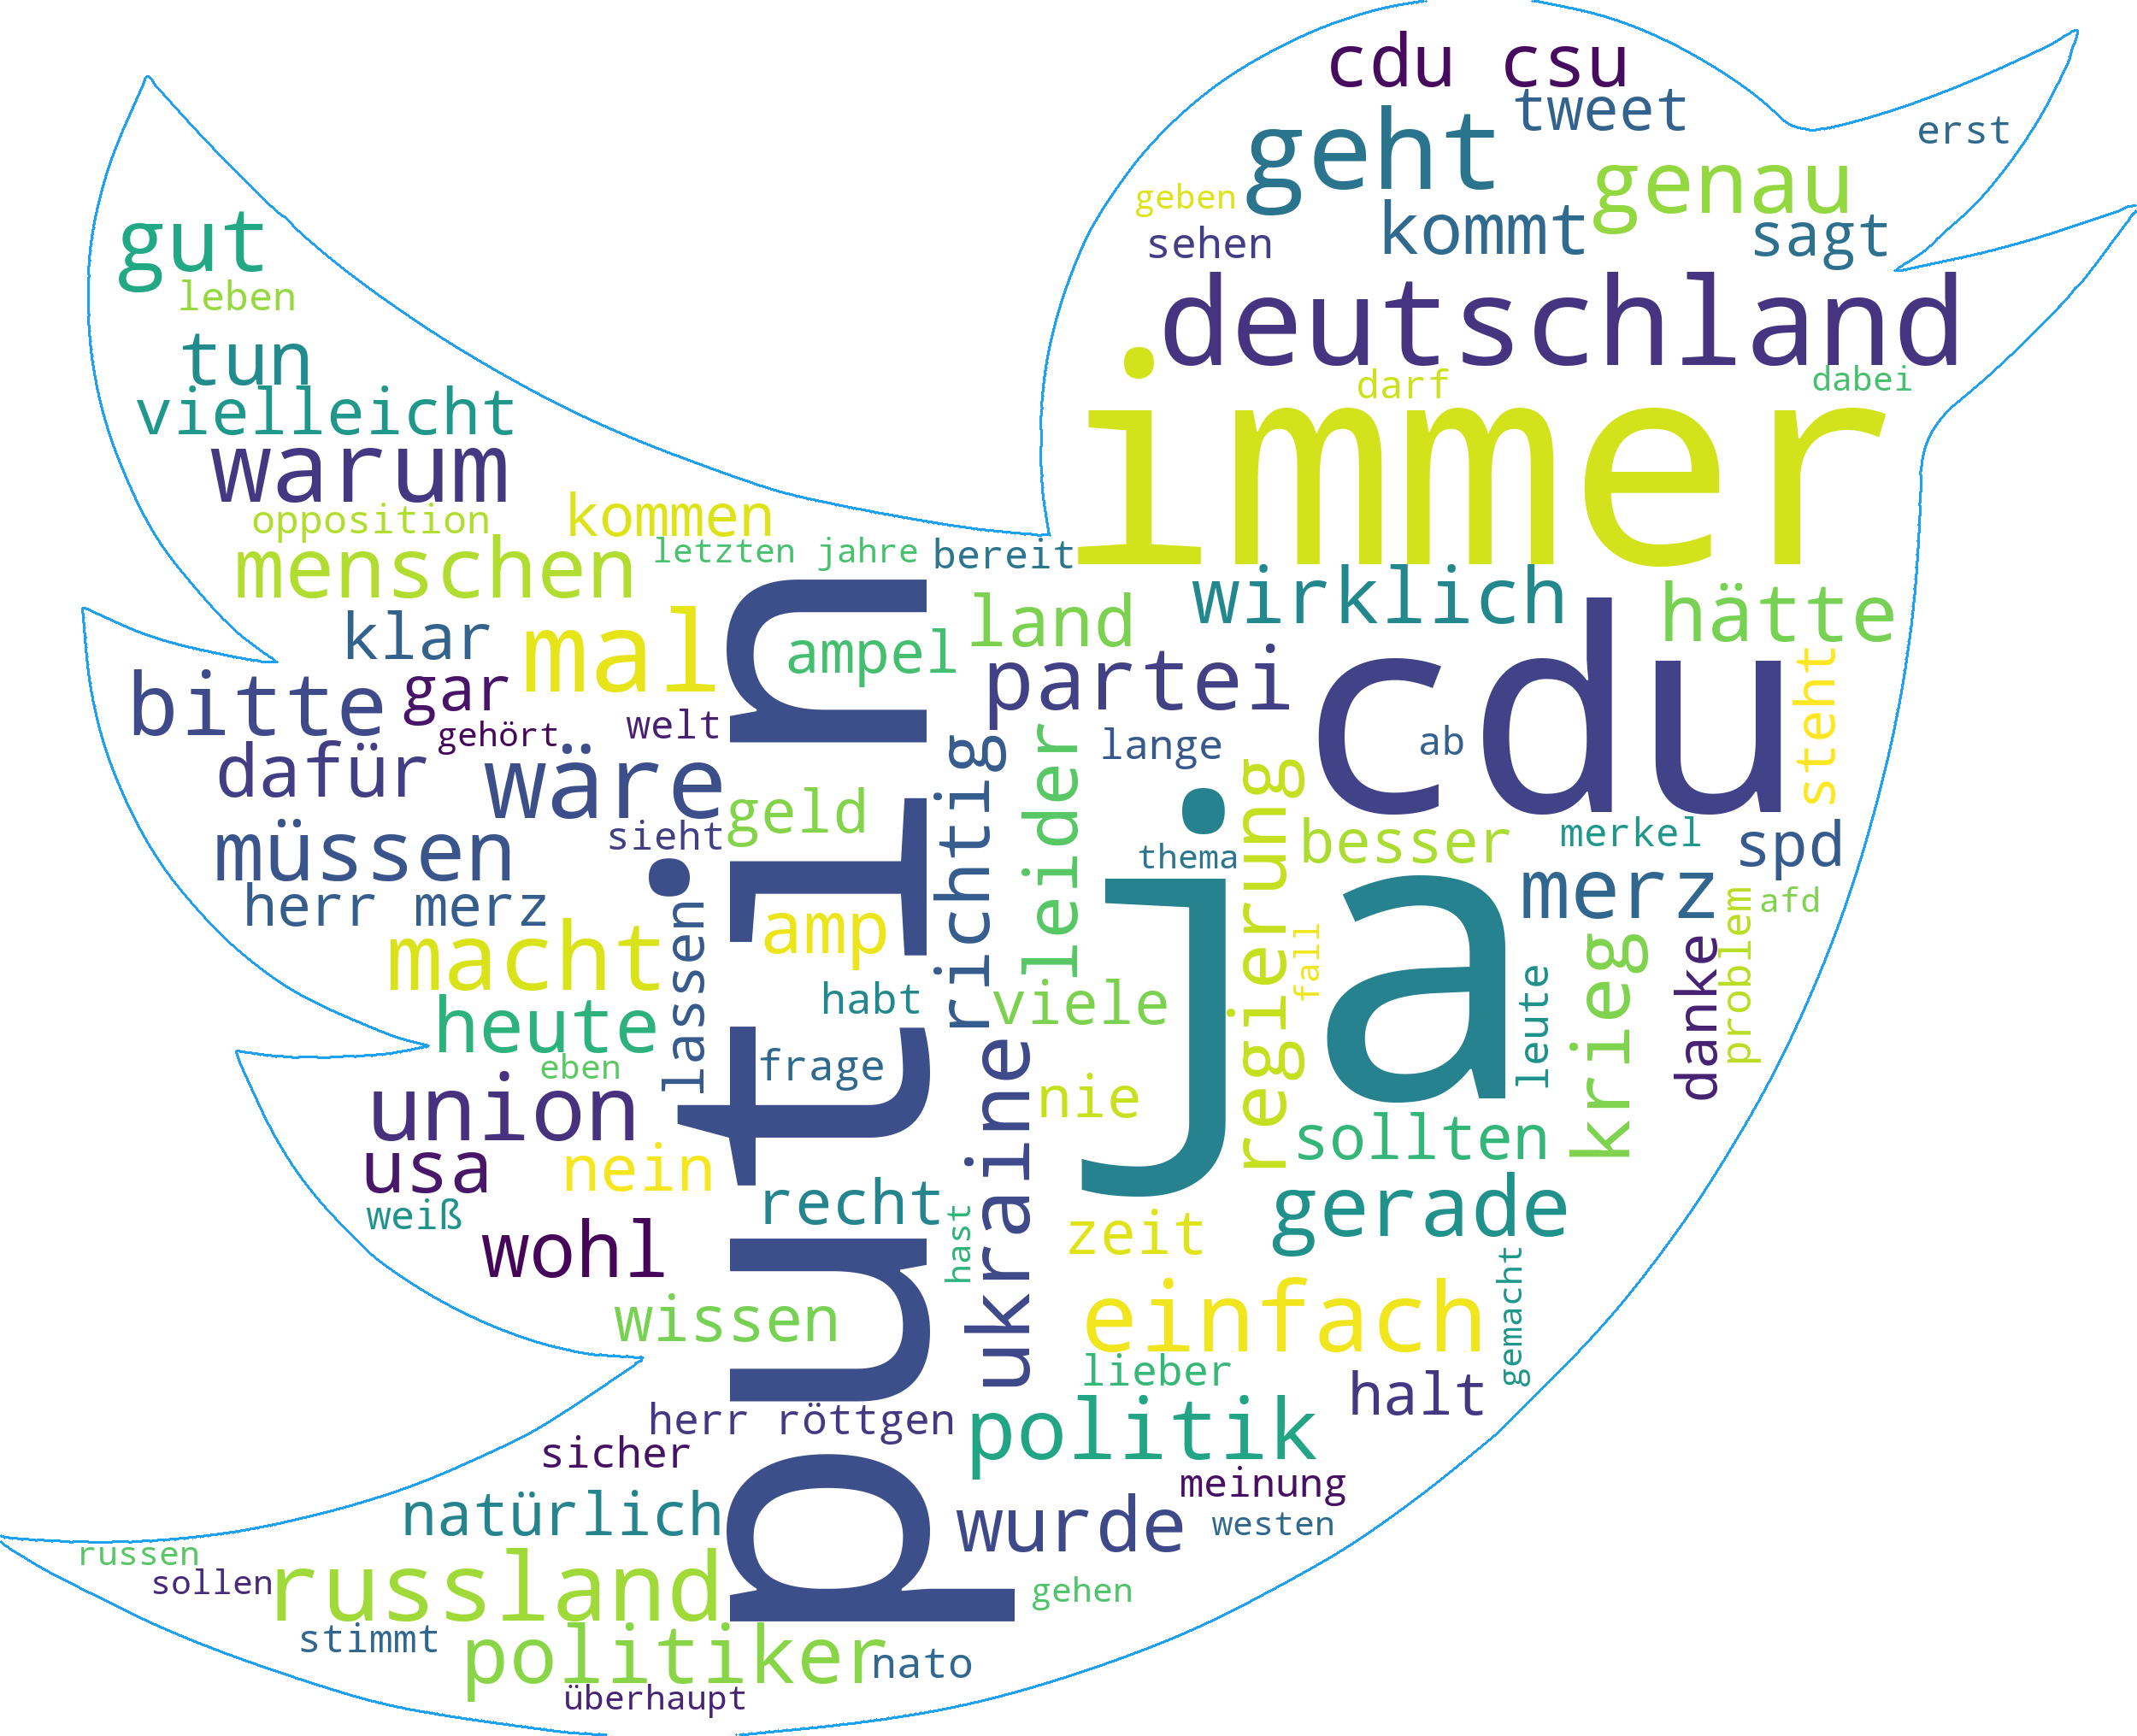 cdu csu
tweet
geht
erst
genau
geben
kommt
sagt
sehen
gut
leben
deutschland
tun
darf
dabei
vielleicht
immer
warum
opposition
kommen
menschen
letzten jahre
bereit
wirklich
hätte
land
klar
mal
ampel
partei
cdu
steht
bitte
gar
gehört
welt
lange
ab
dafür
wäre
putin
richtig
leider
regierung
sieht
geld
thema
besser
merkel
spd
müssen
herr merz
merz
afd
ja
macht
lassen
amp
fall
krieg
danke
problem
heute
habt
viele
leute
eben
frage
union
nie
ukraine
sollten
usa
nein
weiß
recht
hast
zeit
gerade
wohl
wissen
einfach
gemacht
lieber
halt
herr röttgen
politik
sicher
meinung
natürlich
wurde
westen
russen
sollen
russland
gehen
stimmt
politiker
nato
überhaupt